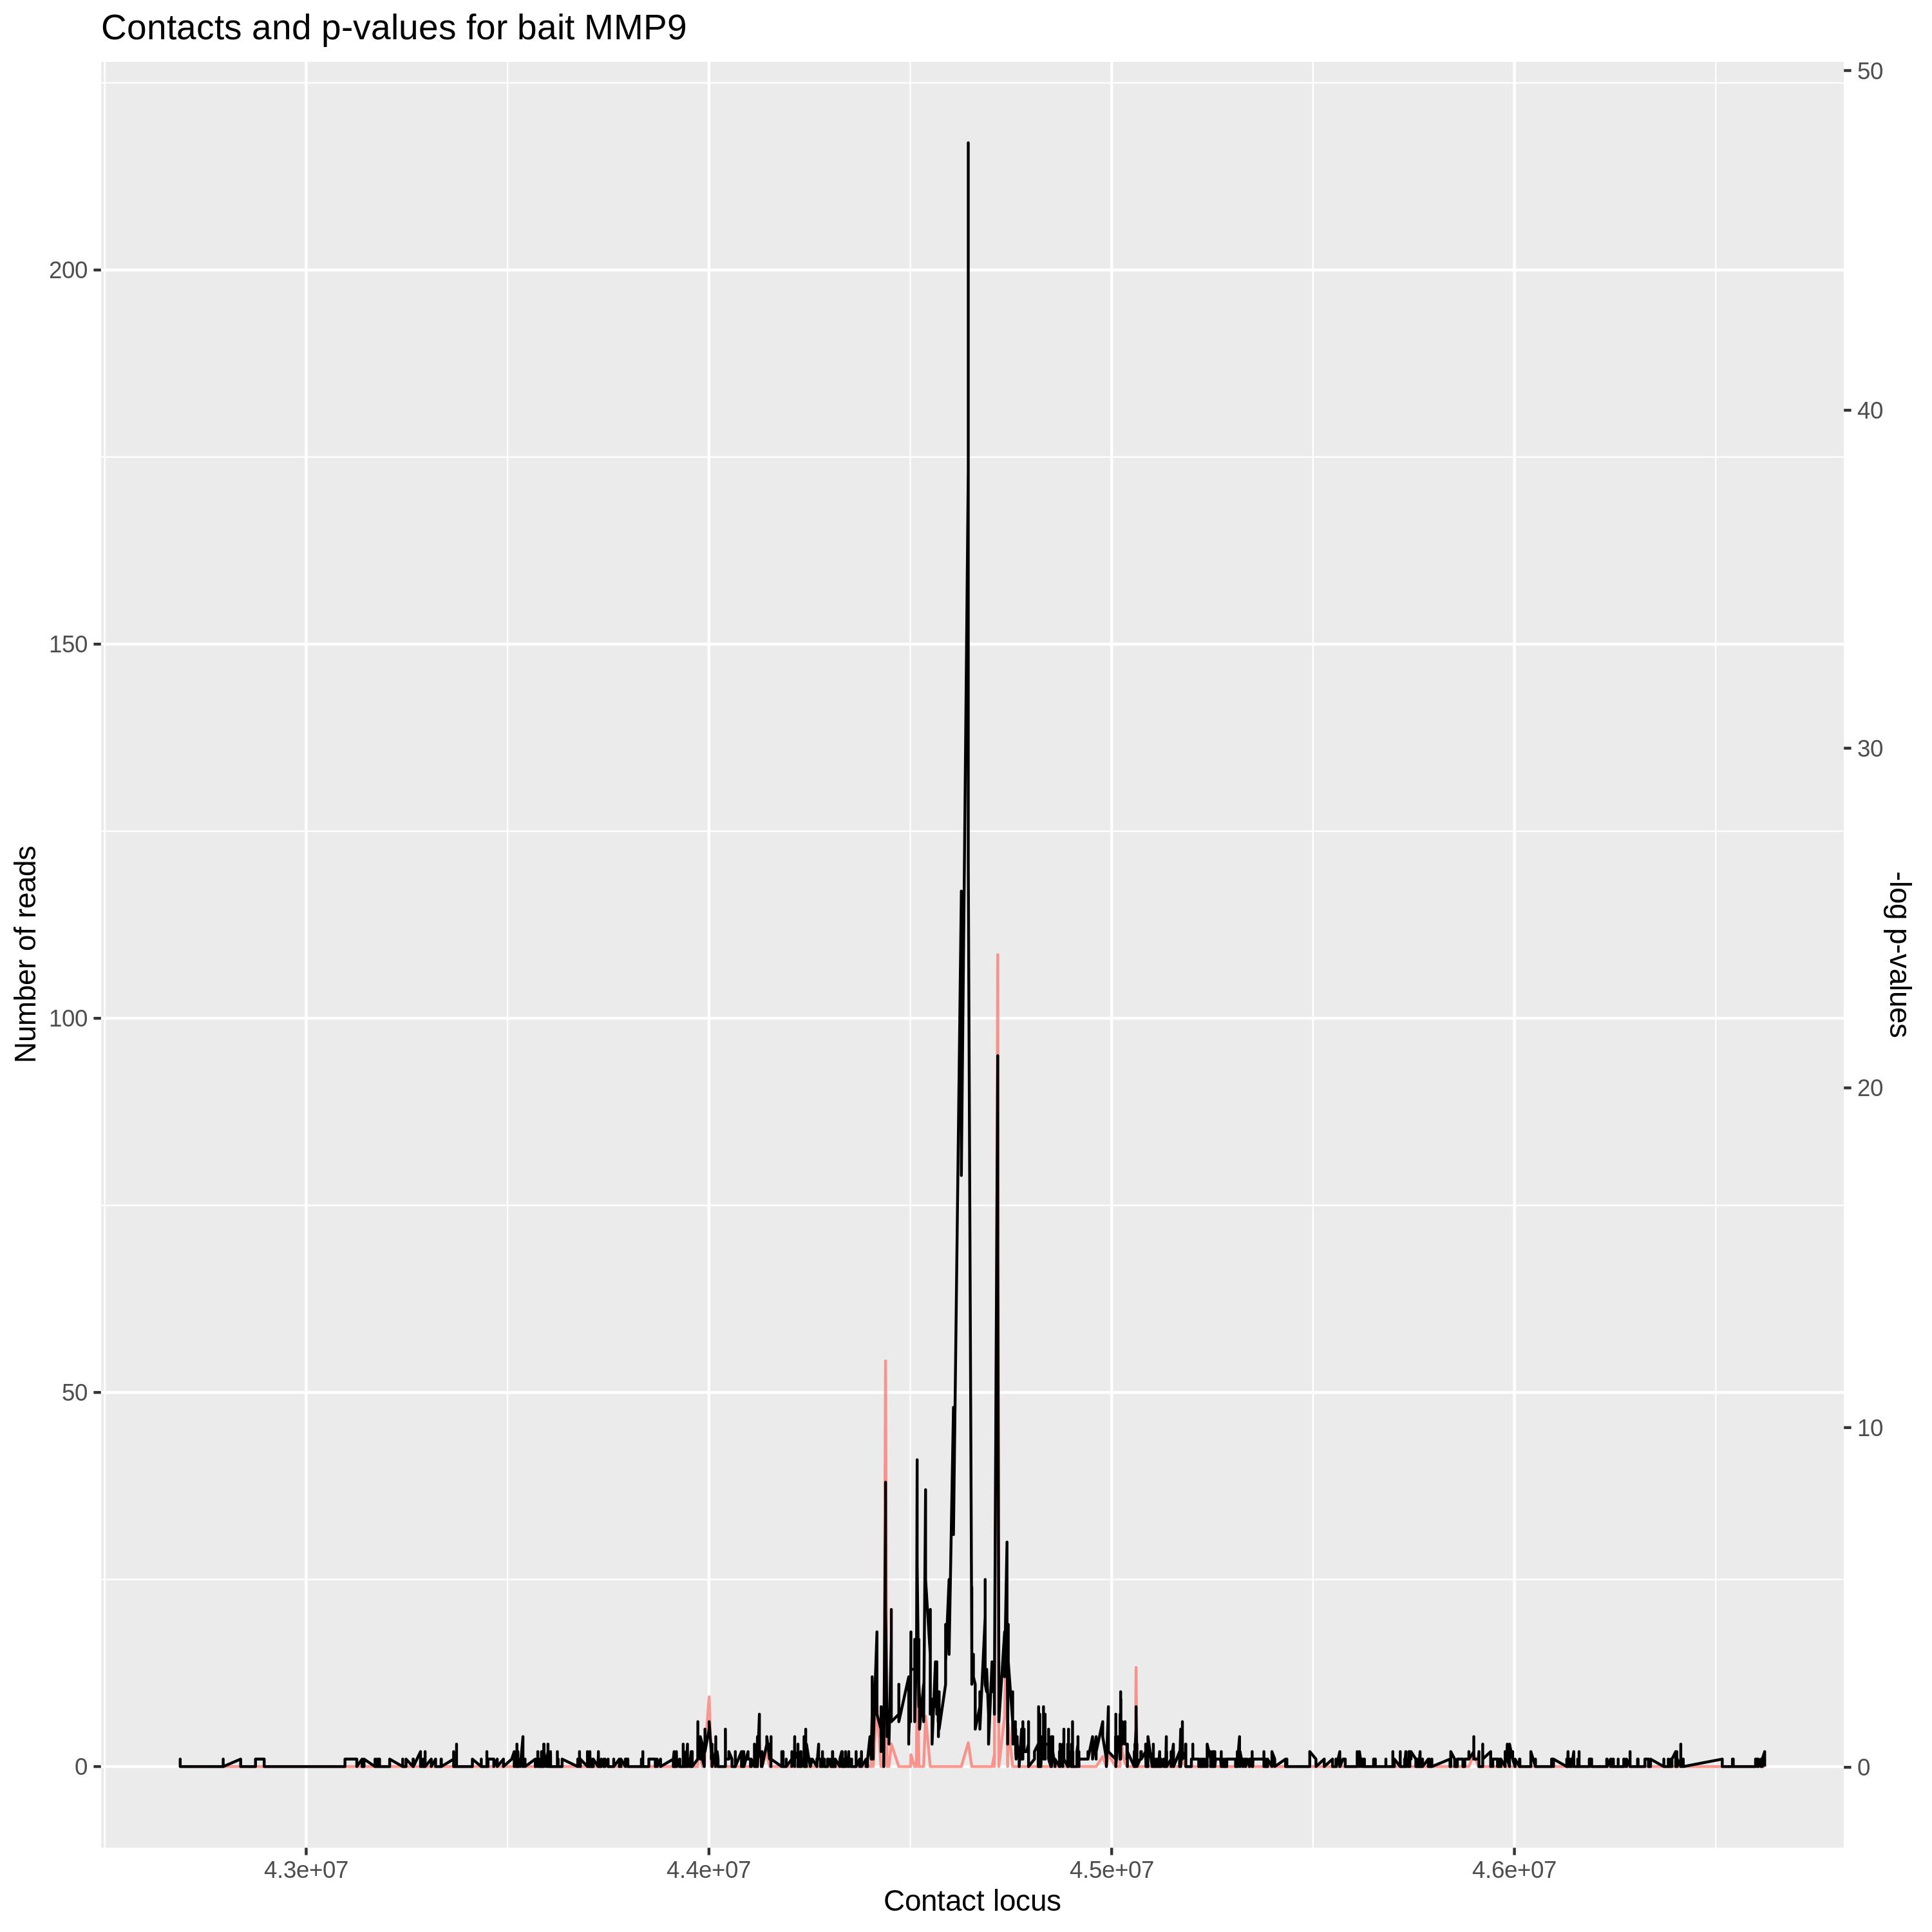 Contacts and p-values for bait MMP9
Number of reads
200
150
100
50
0
50
40
30
20
10
0
-log p-values
4.3e+07
4.4e+07
4.5e+07
4.6e+07
Contact locus